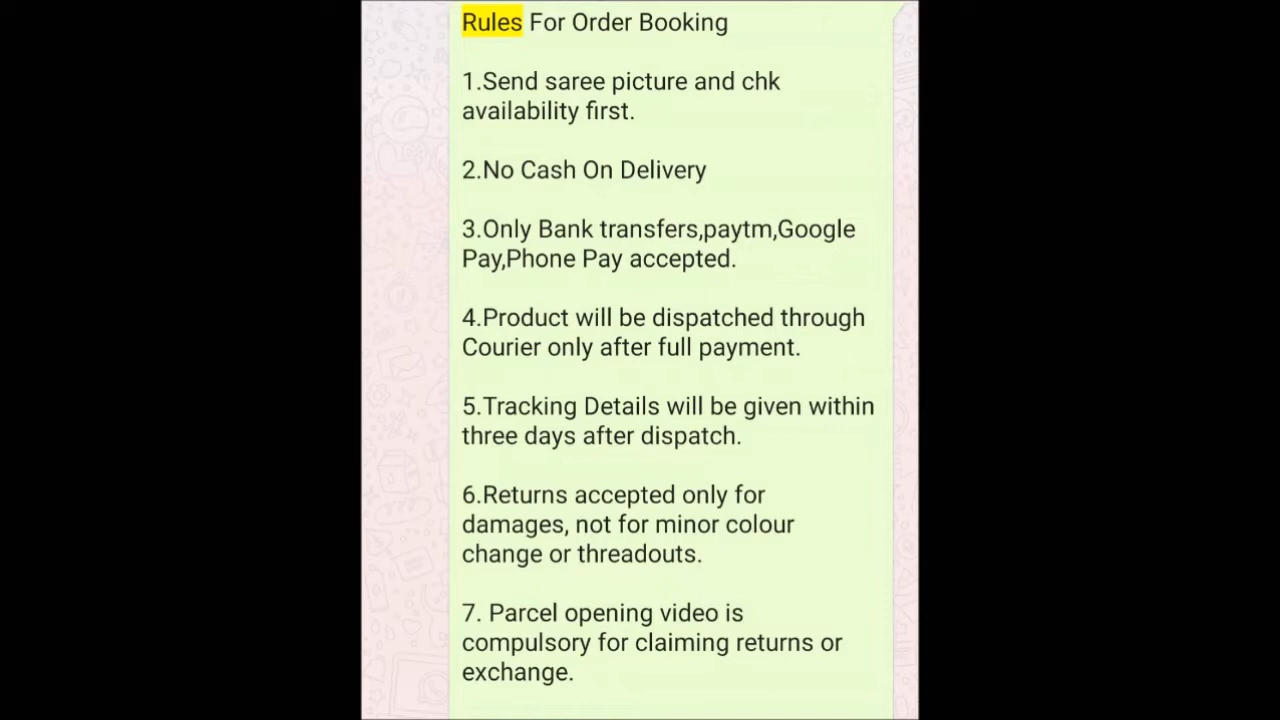 Rules For Order Booking
1.Send saree picture and chk
availability first.
2.No Cash On Delivery
3.Only Bank transfers,paytm,Google
Pay,Phone Pay accepted.
4.Product will be dispatched through
Courier only after full payment.
5.Tracking Details will be given within
three days after dispatch.
6.Returns accepted only for
damages, not for minor colour
change or threadouts.
7. Parcel opening video is
compulsory for claiming returns or
exchange.